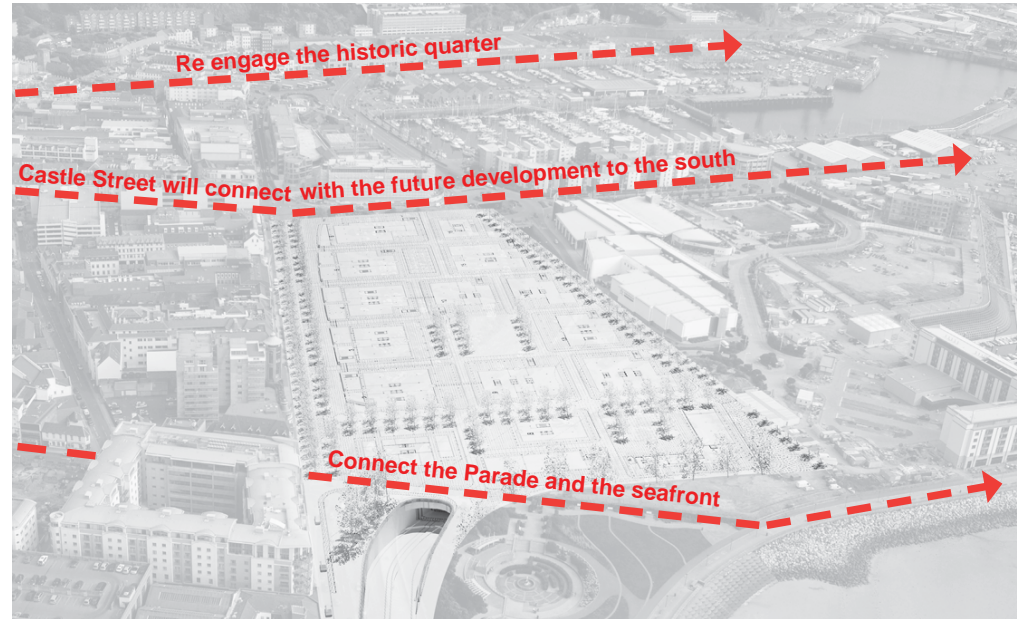 Re engage the historic quarter
Castle Street will connect with the future development to the south
Connect the Parade and the seafront